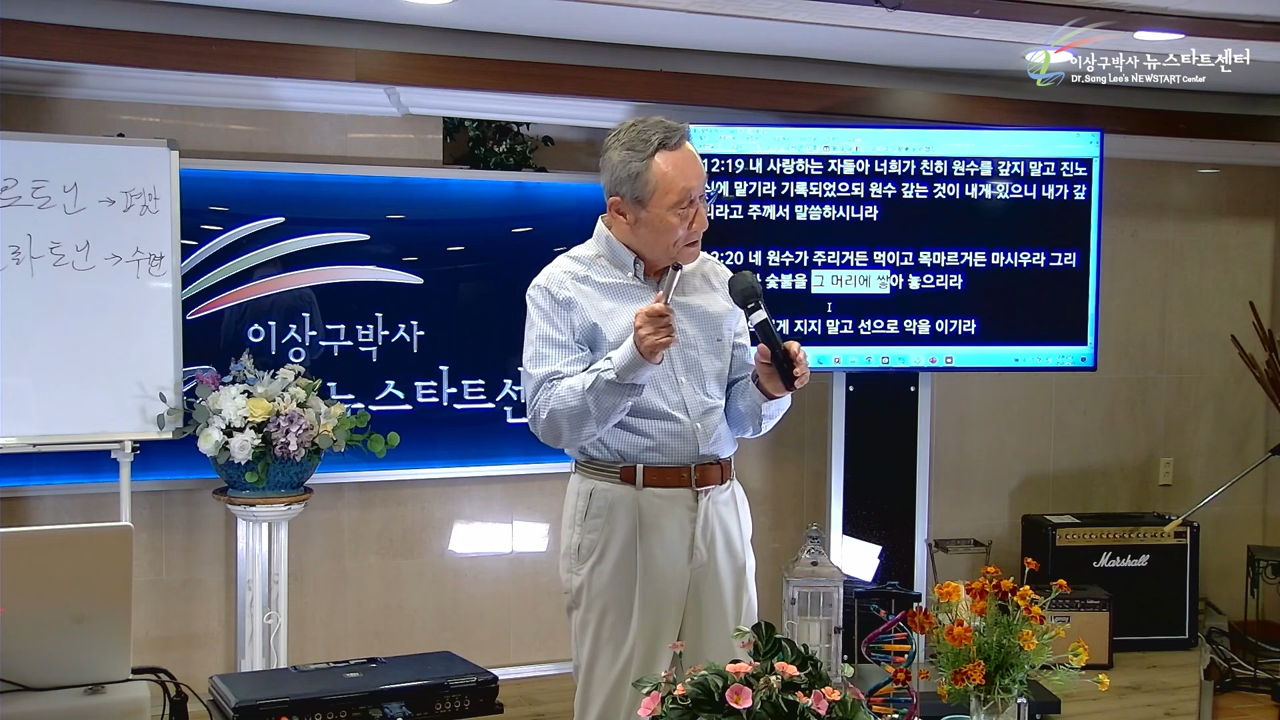 이상구박사 뉴스타트센터
Dr. Sang Lee's NEWSTART Center
르토닌 → 평안
라토닌 → 수면
이상구박사
뉴스타트센
12:19 내 사랑하는 자들아 너희가 친히 원수를 갚지 말고 진노
에 맡기라 기록되었으되 원수 갚는 것이 내게 있으니 내가 갚
리라고 주께서 말씀하시니라
:20 네 원수가 주리거든 먹이고 목마르거든 마시우라 그리
숯불을 그 머리에 쌓아 놓으리라
게 지지 말고 선으로 악을 이기라
Marshall